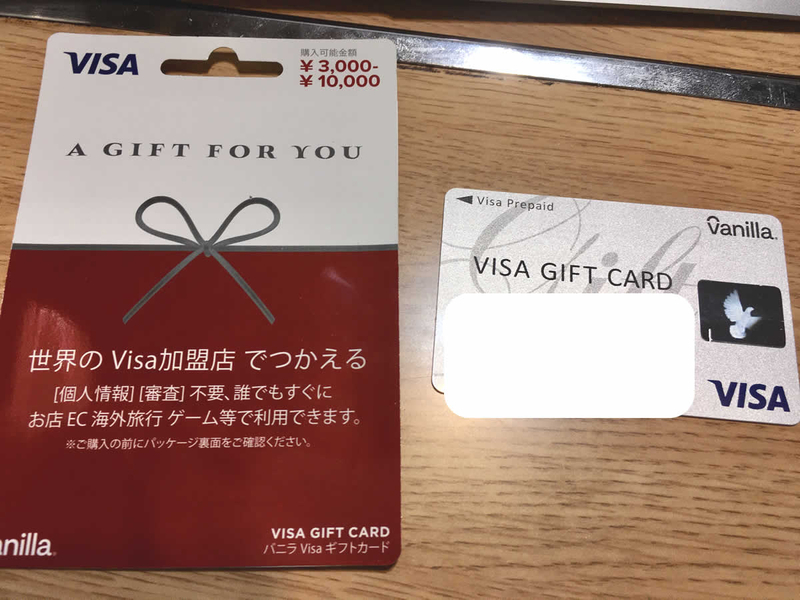 VISA
購入可能金額
¥ 3,000-
¥ 10,000
A GIFT FOR YOU
世界の Visa加盟店 でつかえる
[個人情報] [審査] 不要、誰でもすぐに
お店 EC 海外旅行 ゲーム等で利用できます。
※ご購入の前にパッケージ裏面をご確認ください。
anilla.
VISA GIFT CARD
バニラ Visa ギフトカード
Visa Prepaid
Vanilla.
Gift
VISA GIFT CARD
VISA